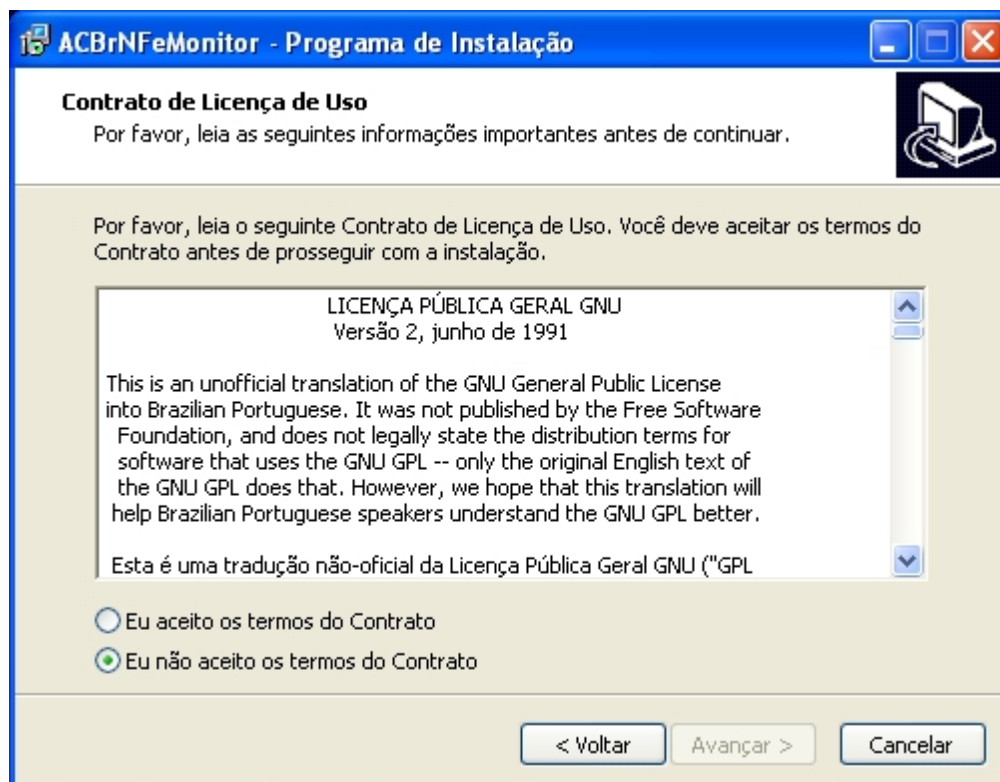 ACBrNFeMonitor - Programa de Instalação
Contrato de Licença de Uso
Por favor, leia as seguintes informações importantes antes de continuar.
Por favor, leia o seguinte Contrato de Licença de Uso. Você deve aceitar os termos do
Contrato antes de prosseguir com a instalação.
LICENÇA PÚBLICA GERAL GNU
Versão 2, junho de 1991
This is an unofficial translation of the GNU General Public License
into Brazilian Portuguese. It was not published by the Free Software
Foundation, and does not legally state the distribution terms for
software that uses the GNU GPL -- only the original English text of
the GNU GPL does that. However, we hope that this translation will
help Brazilian Portuguese speakers understand the GNU GPL better.
Esta é uma tradução não-oficial da Licença Pública Geral GNU ("GPL
Eu aceito os termos do Contrato
Eu não aceito os termos do Contrato
< Voltar
Avançar >
Cancelar